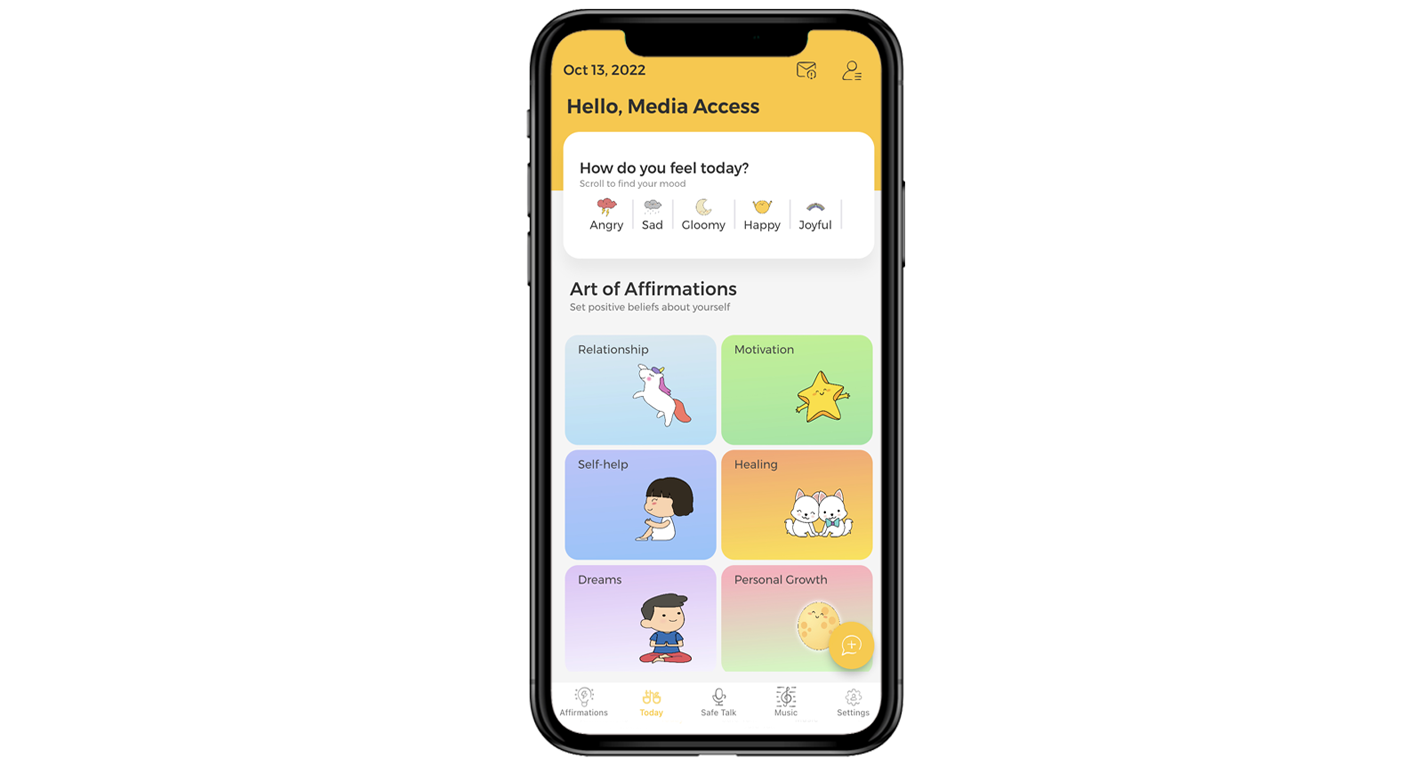 Oct 13, 2022
Hello, Media Access
How do you feel today?
Scroll to find your mood
Angry Sad Gloomy Happy Joyful
Art of Affirmations
Set positive beliefs about yourself
Relationship Motivation
Self-help Healing
Dreams Personal Growth
Affirmations Today Safe Talk Music Settings